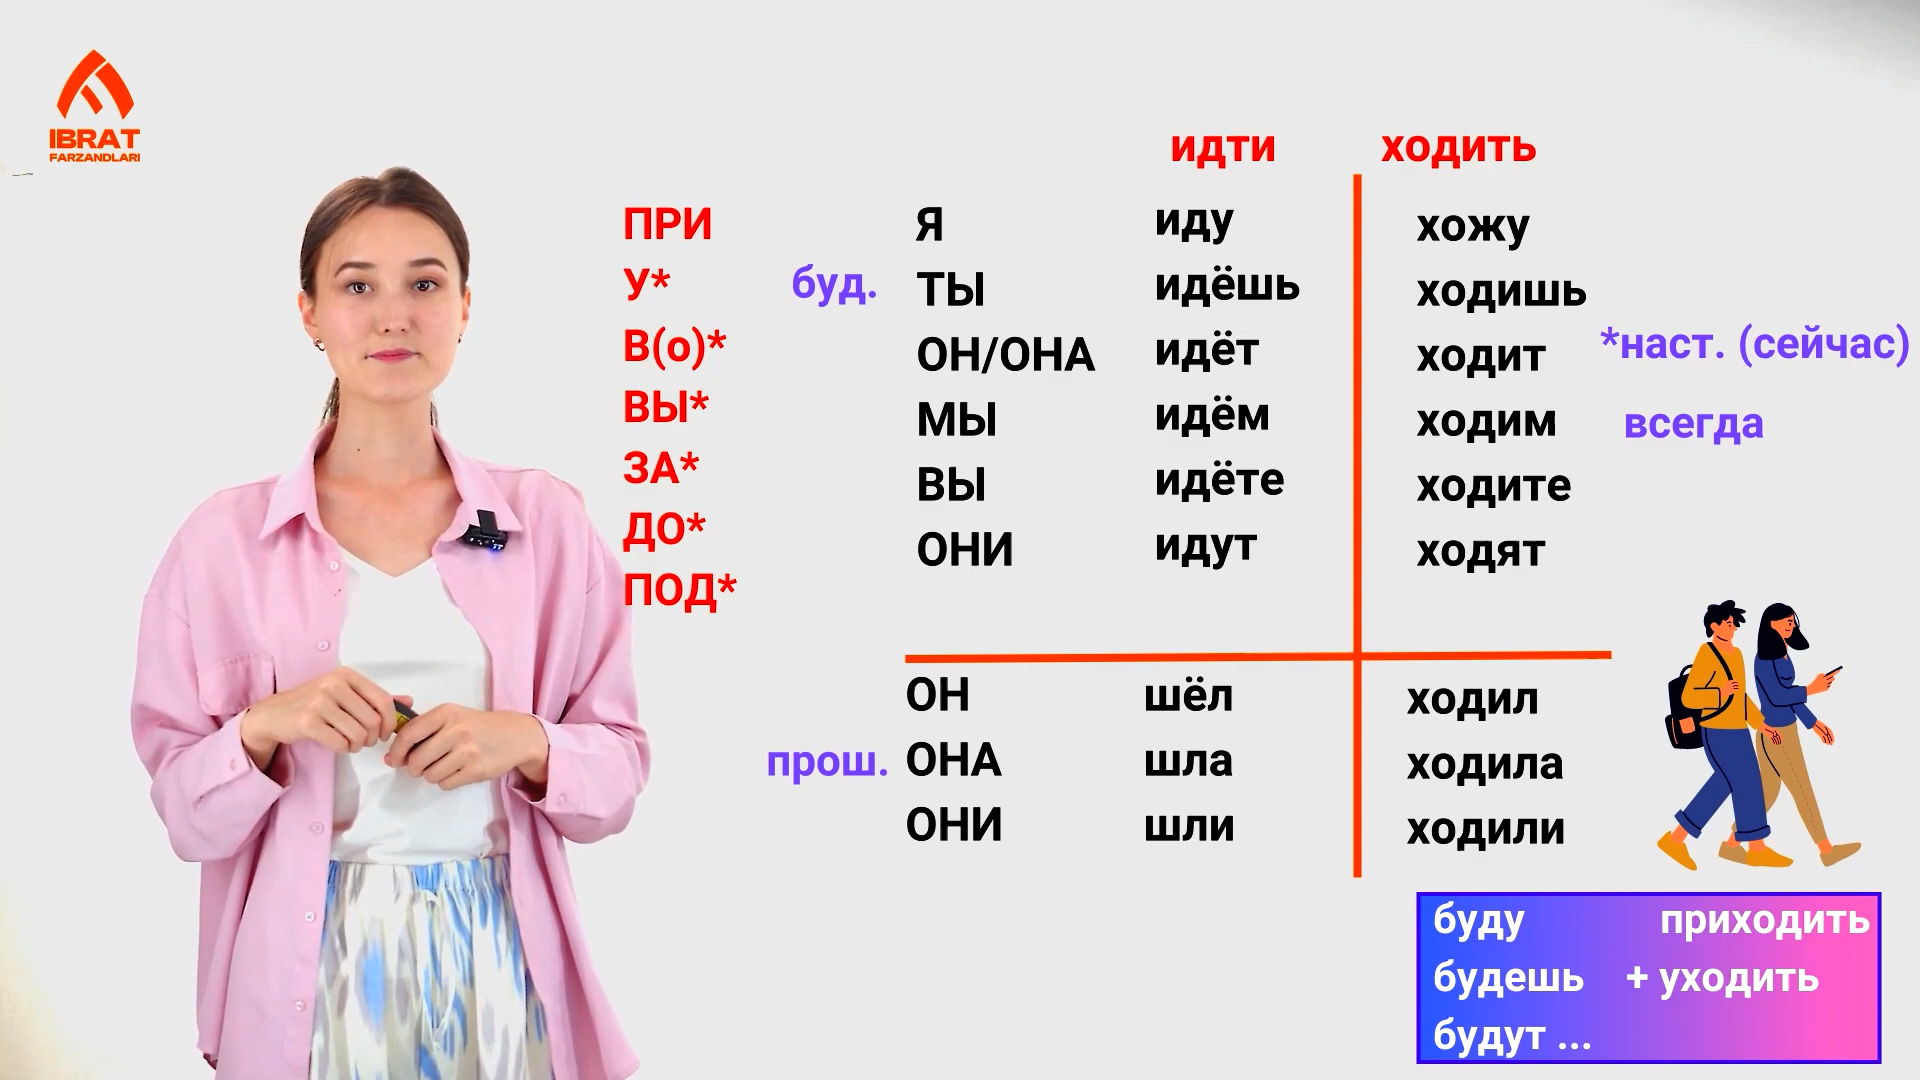 IBRAT
FARZANDLARI
идти ходить
ПРИ Я иду хожу
У* буд. ТЫ идёшь ходишь
В(о)* ОН/ОНА идёт ходит *наст. (сейчас)
ВЫ* МЫ идём ходим всегда
ЗА* ВЫ идёте ходите
ДО* ОНИ идут ходят
ПОД*
ОН шёл ходил
прош. ОНА шла ходила
ОНИ шли ходили
буду приходить
будешь + уходить
будут ...